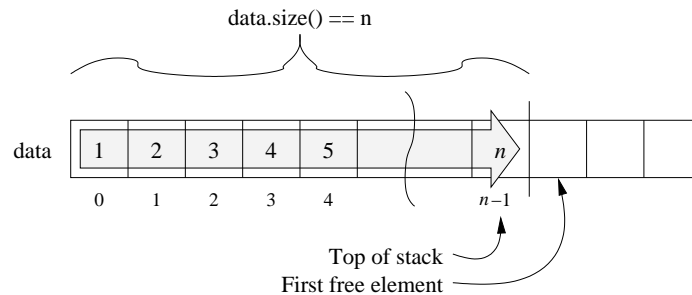 data.size() == n
data 1 2 3 4 5 n
0 1 2 3 4 n–1
Top of stack
First free element